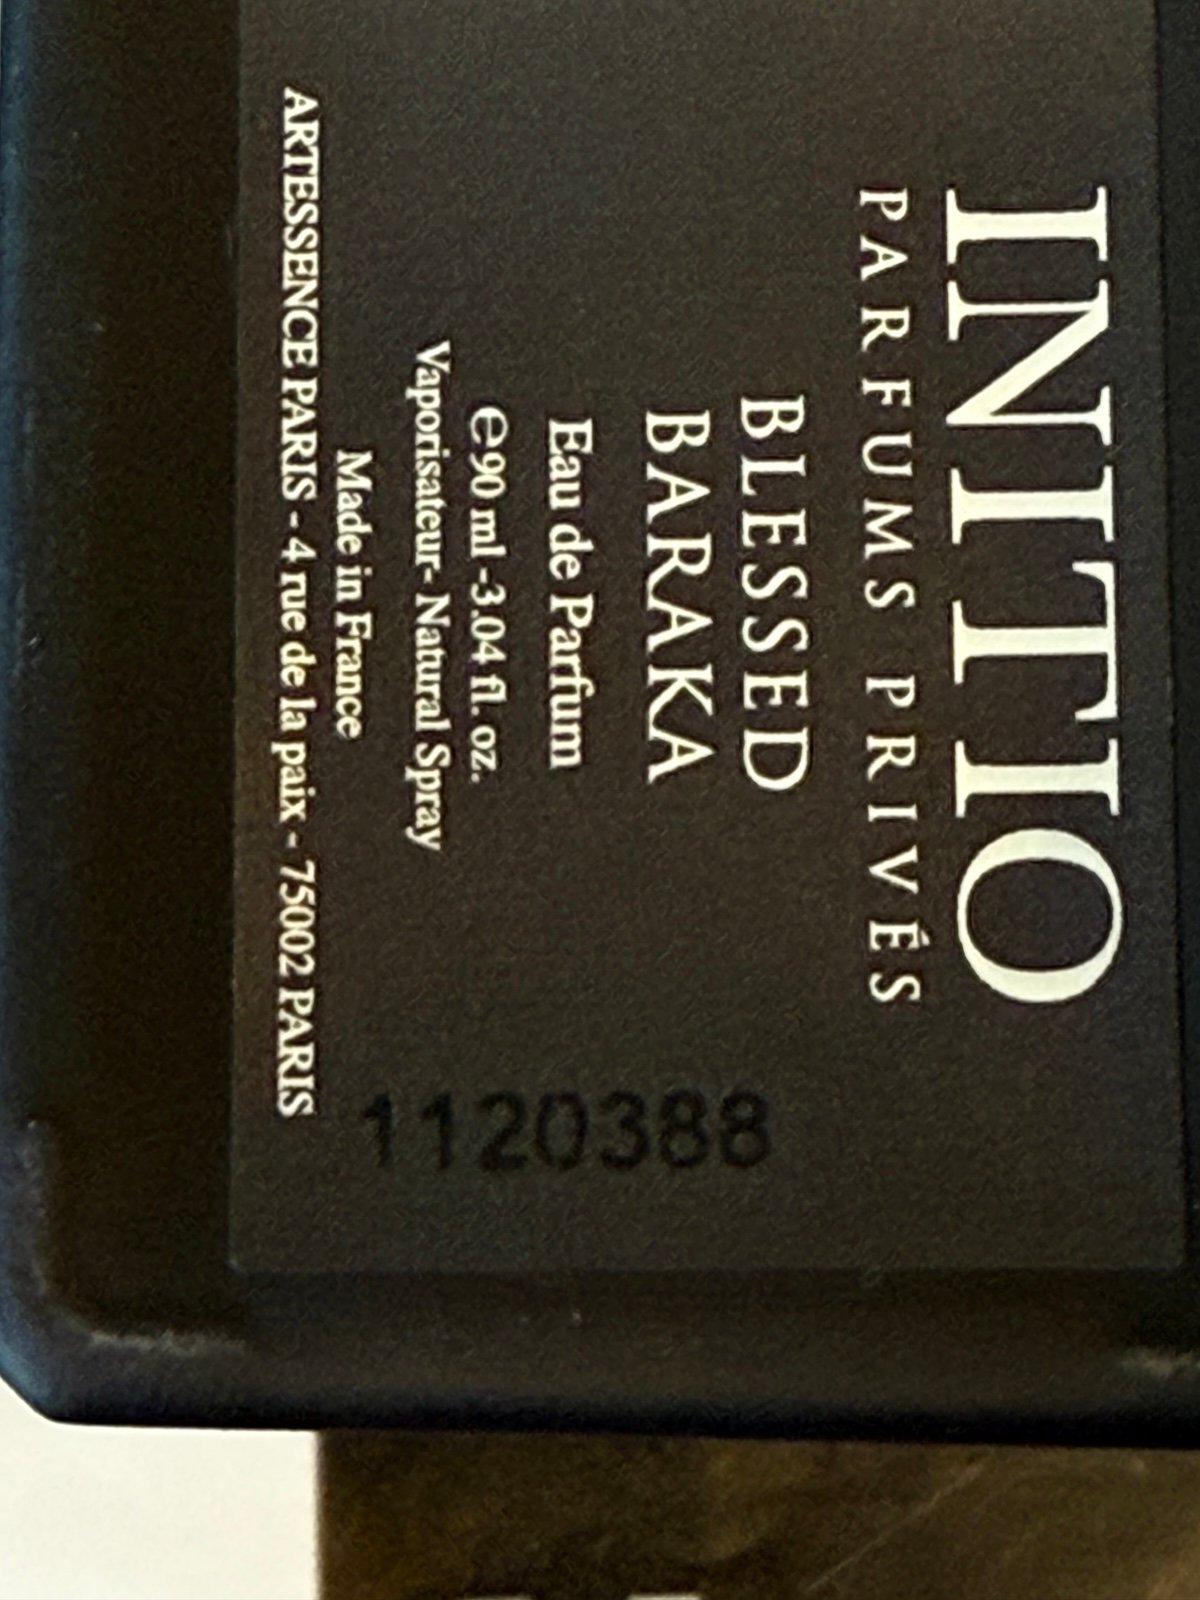 INITIO
PARFUMS PRIVÉS
BLESSED
BARAKA
Eau de Parfum
℮90 ml -3.04 fl. oz.
Vaporisateur- Natural Spray
Made in France
ARTESSENCE PARIS - 4 rue de la paix - 75002 PARIS
1120388